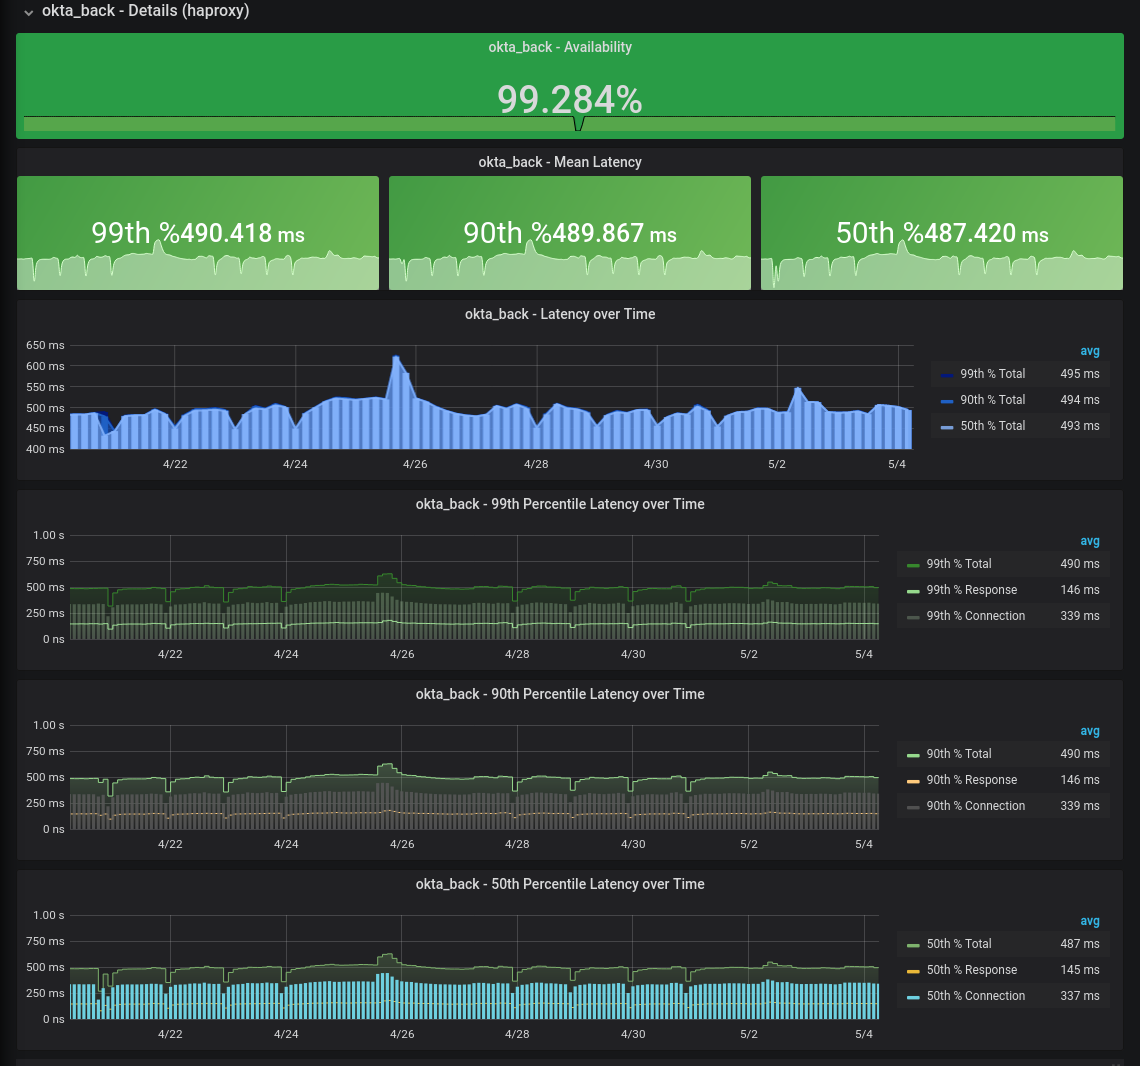 okta_back - Details (haproxy)
okta_back - Availability
99.284%
okta_back - Mean Latency
99th %490.418 ms
90th %489.867 ms
50th %487.420 ms
okta_back - Latency over Time
650 ms
600 ms
550 ms
500 ms
450 ms
400 ms
4/22 4/24 4/26 4/28 4/30 5/2 5/4
avg
99th % Total 495 ms
90th % Total 494 ms
50th % Total 493 ms
okta_back - 99th Percentile Latency over Time
1.00 s
750 ms
500 ms
250 ms
0 ns
4/22 4/24 4/26 4/28 4/30 5/2 5/4
avg
99th % Total 490 ms
99th % Response 146 ms
99th % Connection 339 ms
okta_back - 90th Percentile Latency over Time
1.00 s
750 ms
500 ms
250 ms
0 ns
4/22 4/24 4/26 4/28 4/30 5/2 5/4
avg
90th % Total 490 ms
90th % Response 146 ms
90th % Connection 339 ms
okta_back - 50th Percentile Latency over Time
1.00 s
750 ms
500 ms
250 ms
0 ns
4/22 4/24 4/26 4/28 4/30 5/2 5/4
avg
50th % Total 487 ms
50th % Response 145 ms
50th % Connection 337 ms